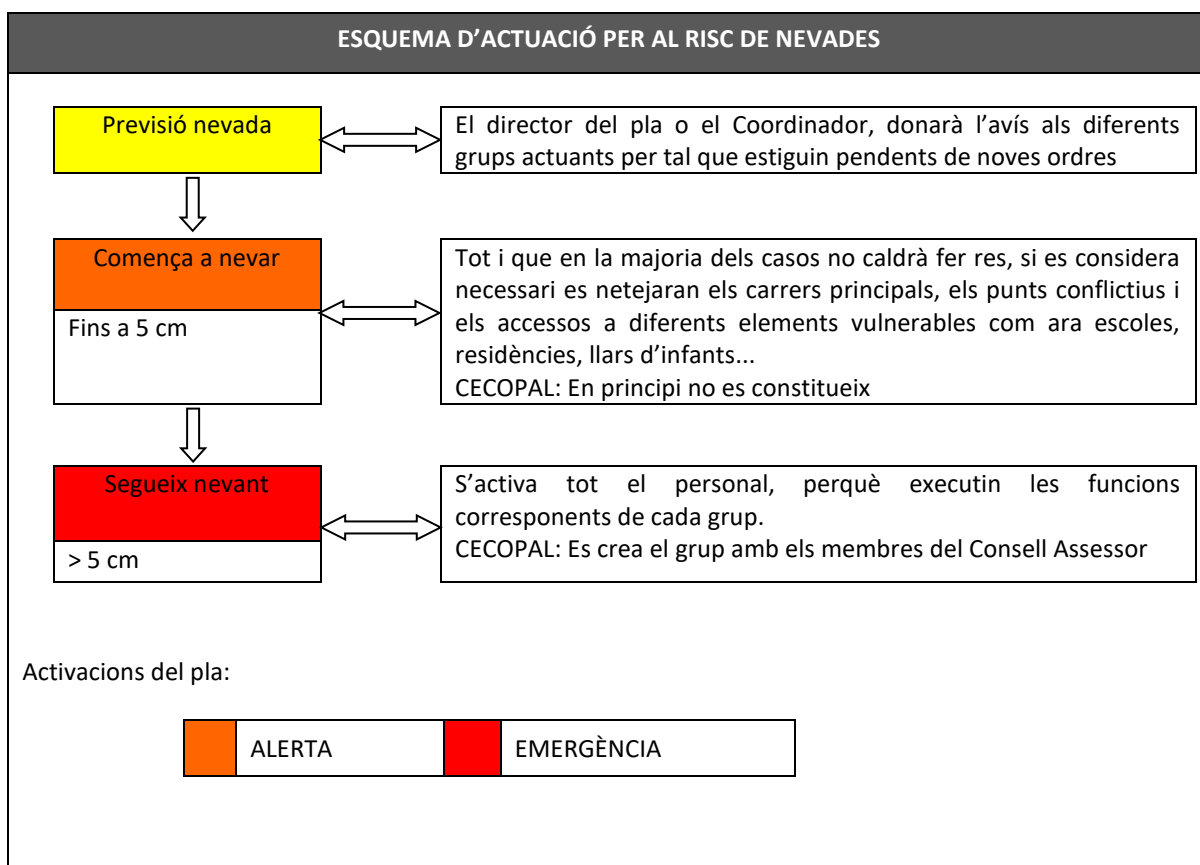 ESQUEMA D’ACTUACIÓ PER AL RISC DE NEVADES
Previsió nevada
El director del pla o el Coordinador, donarà l’avís als diferents
grups actuants per tal que estiguin pendents de noves ordres
Comença a nevar
Fins a 5 cm
Tot i que en la majoria dels casos no caldrà fer res, si es considera
necessari es netejaran els carrers principals, els punts conflictius i
els accessos a diferents elements vulnerables com ara escoles,
residències, llars d’infants...
CECOPAL: En principi no es constitueix
Segueix nevant
> 5 cm
S’activa tot el personal, perquè executin les funcions
corresponents de cada grup.
CECOPAL: Es crea el grup amb els membres del Consell Assessor
Activacions del pla:
ALERTA
EMERGÈNCIA